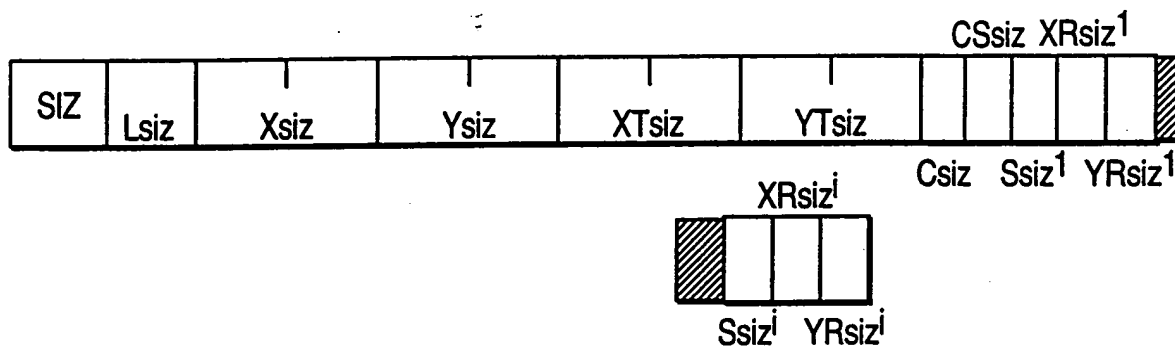 CSsiz XRsiz¹
SIZ Lsiz Xsiz Ysiz XTsiz YTsiz
Csiz Ssiz¹ YRsiz¹
XRsizⁱ
Ssizⁱ YRsizⁱ